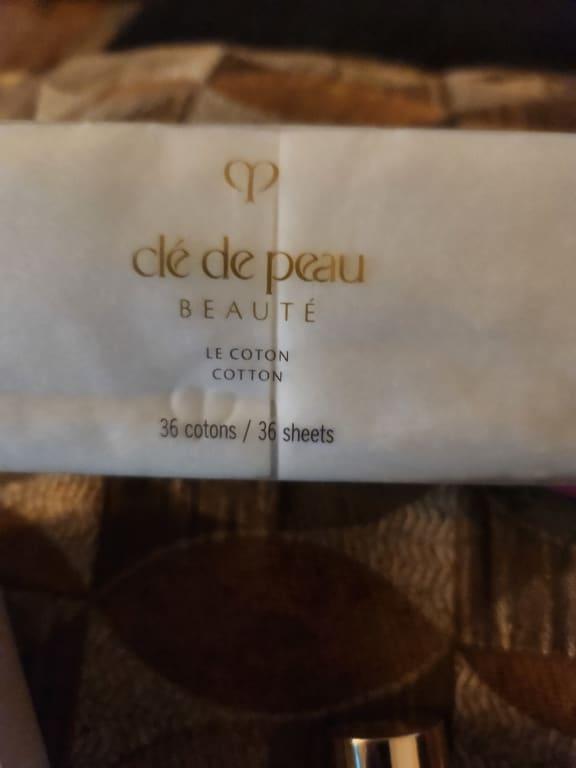 clé de peau
BEAUTÉ
LE COTON
COTTON
36 cotons / 36 sheets